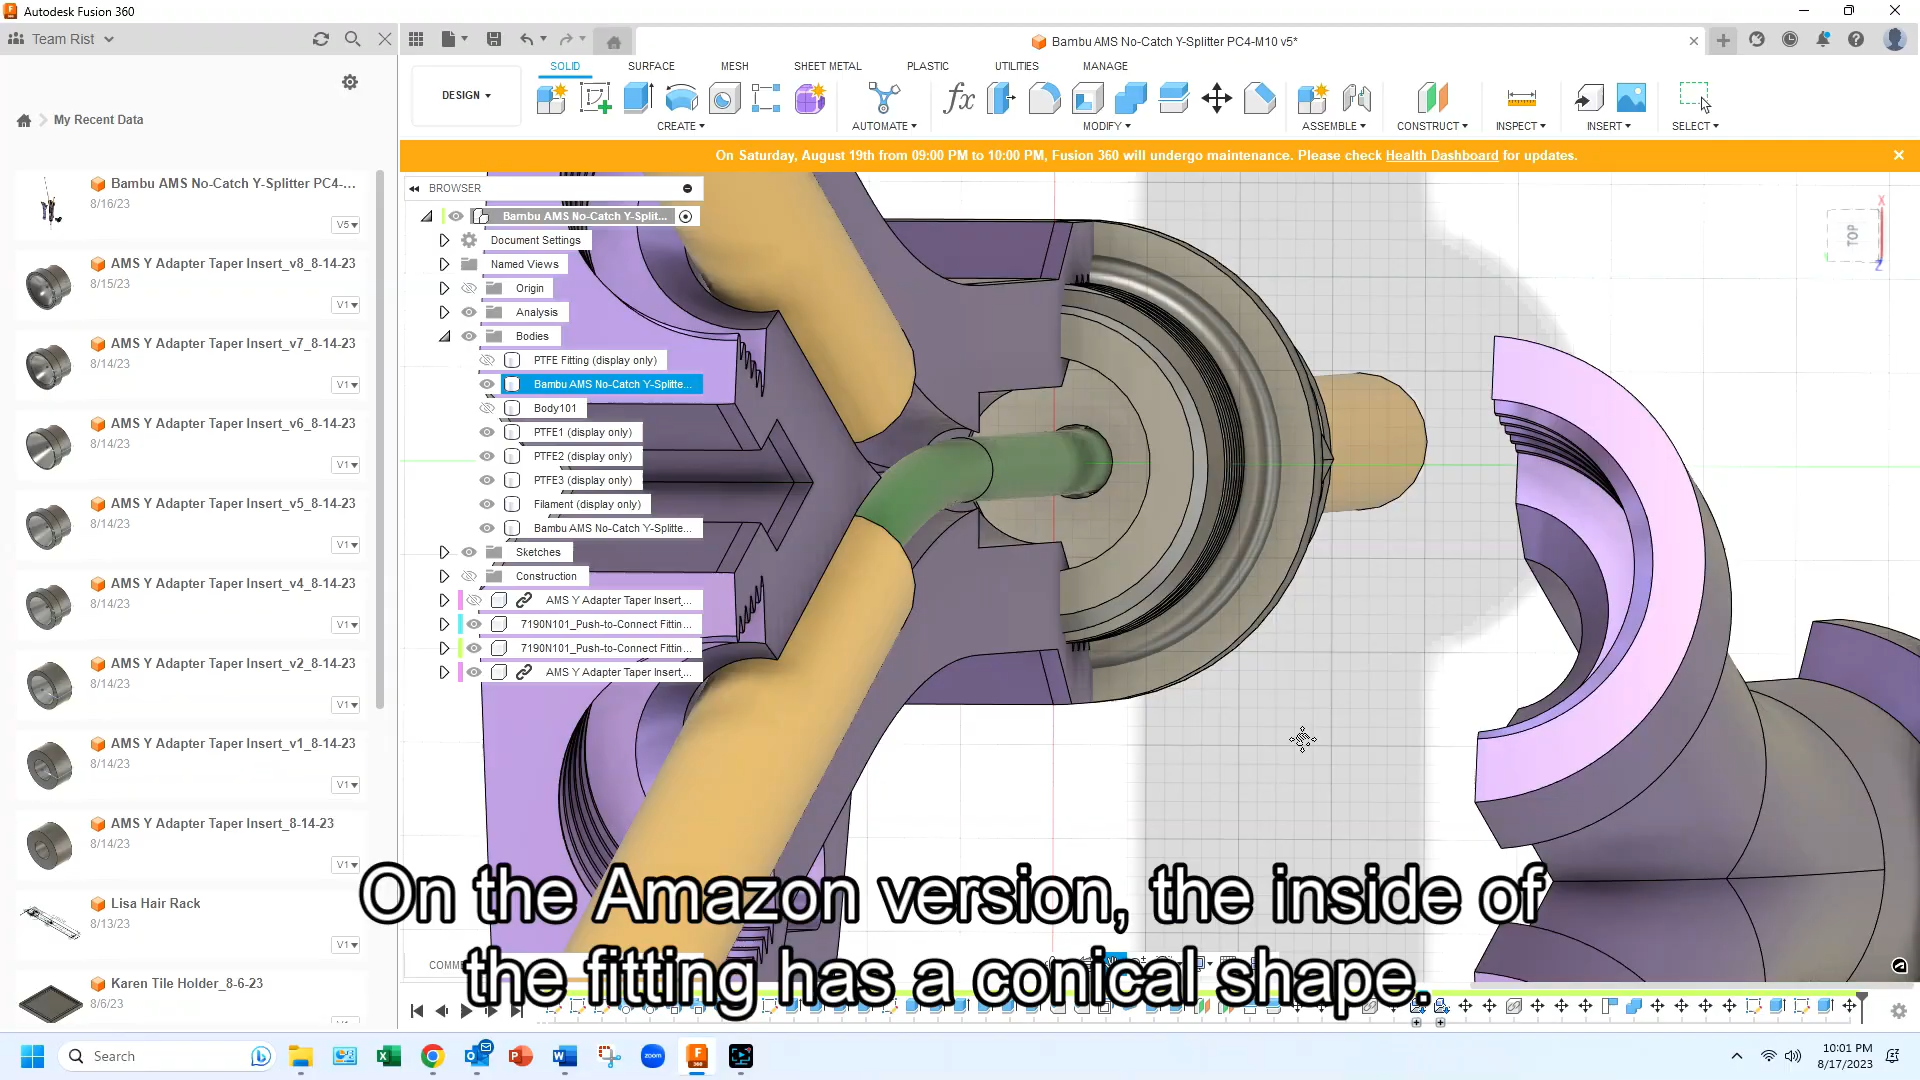 Autodesk Fusion 360
Team Rist
Bambu AMS No-Catch Y-Splitter PC4-M10 v5*
SOLID
SURFACE
MESH
SHEET METAL
PLASTIC
UTILITIES
MANAGE
DESIGN
CREATE
AUTOMATE
fx
MODIFY
ASSEMBLE
CONSTRUCT
INSPECT
INSERT
SELECT
My Recent Data
On Saturday, August 19th from 09:00 PM to 10:00 PM, Fusion 360 will undergo maintenance. Please check Health Dashboard for updates.
Bambu AMS No-Catch Y-Splitter PC4-...
8/16/23
V5
AMS Y Adapter Taper Insert_v8_8-14-23
8/15/23
V1
AMS Y Adapter Taper Insert_v7_8-14-23
8/14/23
V1
AMS Y Adapter Taper Insert_v6_8-14-23
8/14/23
V1
AMS Y Adapter Taper Insert_v5_8-14-23
8/14/23
V1
AMS Y Adapter Taper Insert_v4_8-14-23
8/14/23
V1
AMS Y Adapter Taper Insert_v2_8-14-23
8/14/23
V1
AMS Y Adapter Taper Insert_v1_8-14-23
8/14/23
V1
AMS Y Adapter Taper Insert_8-14-23
8/14/23
V1
Lisa Hair Rack
8/13/23
V1
Karen Tile Holder_8-6-23
8/6/23
BROWSER
Bambu AMS No-Catch Y-Split...
Document Settings
Named Views
Origin
Analysis
Bodies
PTFE Fitting (display only)
Bambu AMS No-Catch Y-Splitte...
Body101
PTFE1 (display only)
PTFE2 (display only)
PTFE3 (display only)
Filament (display only)
Bambu AMS No-Catch Y-Splitte...
Sketches
Construction
AMS Y Adapter Taper Insert_...
7190N101_Push-to-Connect Fittin...
7190N101_Push-to-Connect Fittin...
AMS Y Adapter Taper Insert_...
X
TOP
Z
On the Amazon version, the inside of
the fitting has a conical shape.
COMM
Search
zoom
10:01 PM
8/17/2023